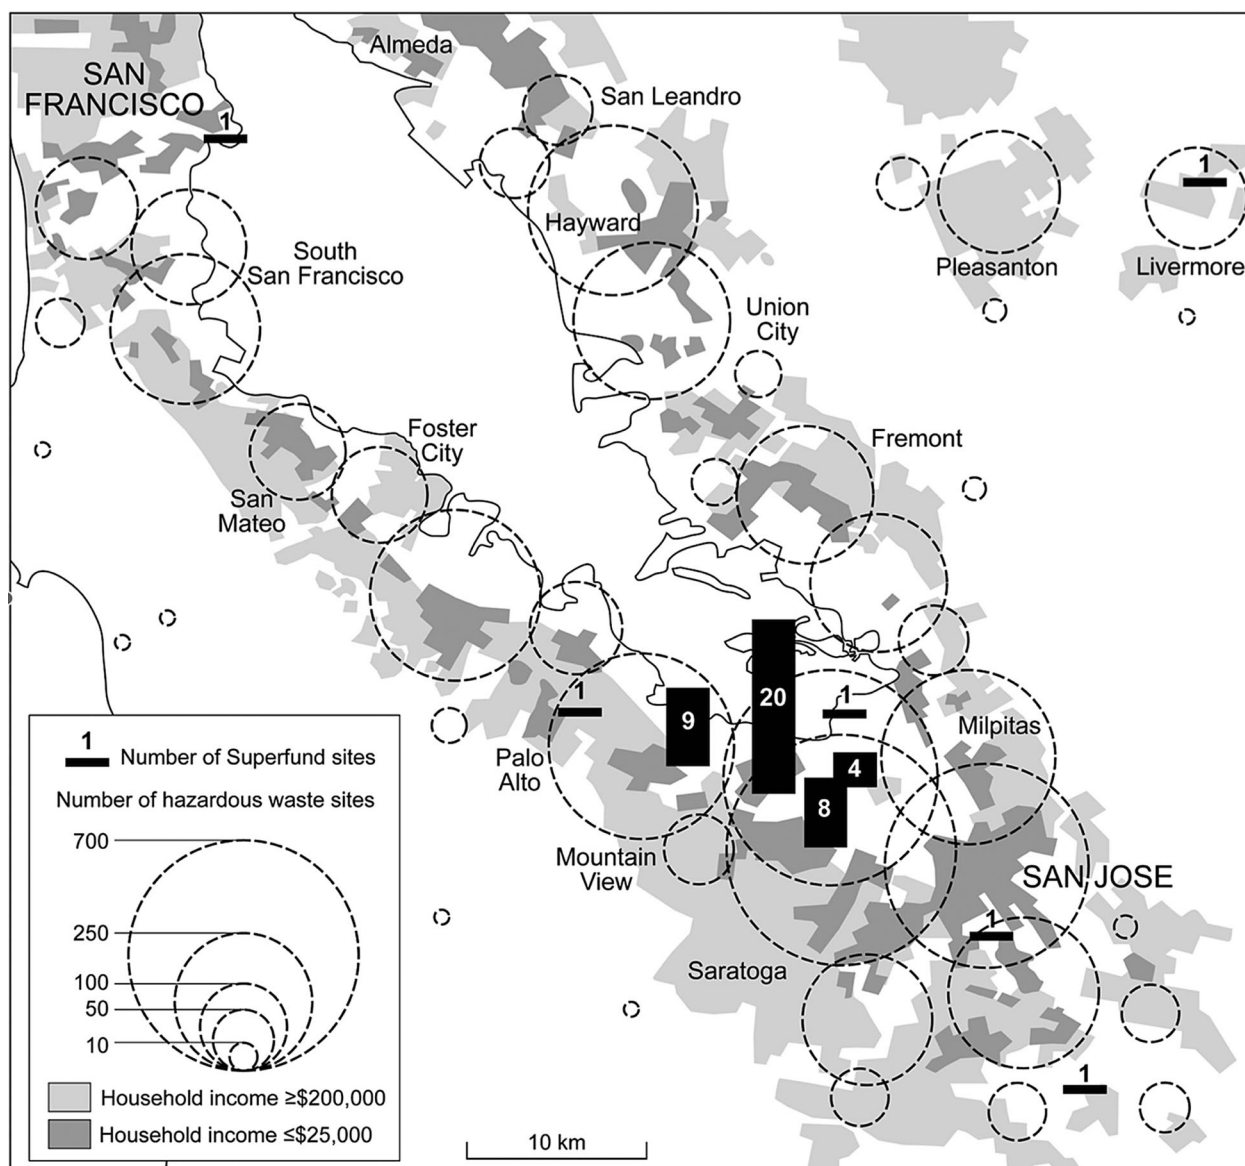 Almeda
SAN
FRANCISCO
1
San Leandro
1
Hayward
South
San Francisco
Pleasanton
Livermore
Union
City
Foster
City
Fremont
San
Mateo
20
1
9
1
Milpitas
Palo
Alto
4
8
Mountain
View
SAN JOSE
1
Saratoga
1
1
Number of Superfund sites
Number of hazardous waste sites
700
250
100
50
10
Household income ≥$200,000
Household income ≤$25,000
10 km